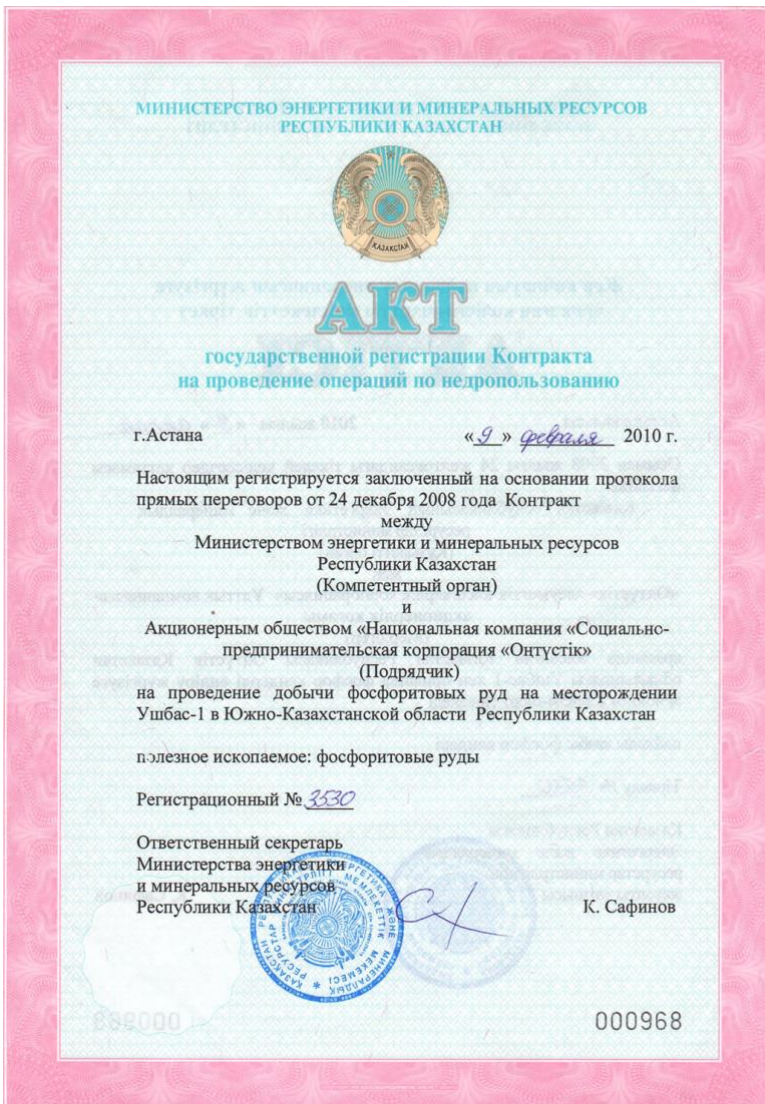 МИНИСТЕРСТВО ЭНЕРГЕТИКИ И МИНЕРАЛЬНЫХ РЕСУРСОВ
РЕСПУБЛИКИ КАЗАХСТАН
ҚАЗАҚСТАН
АКТ
государственной регистрации Контракта
на проведение операций по недропользованию
г.Астана «9» февраля 2010 г.
Настоящим регистрируется заключенный на основании протокола
прямых переговоров от 24 декабря 2008 года Контракт
между
Министерством энергетики и минеральных ресурсов
Республики Казахстан
(Компетентный орган)
и
Акционерным обществом «Национальная компания «Социально-
предпринимательская корпорация «Оңтүстік»
(Подрядчик)
на проведение добычи фосфоритовых руд на месторождении
Ушбас-1 в Южно-Казахстанской области Республики Казахстан
полезное ископаемое: фосфоритовые руды
Регистрационный № 3530
Ответственный секретарь
Министерства энергетики
и минеральных ресурсов
Республики Казахстан К. Сафинов
000968